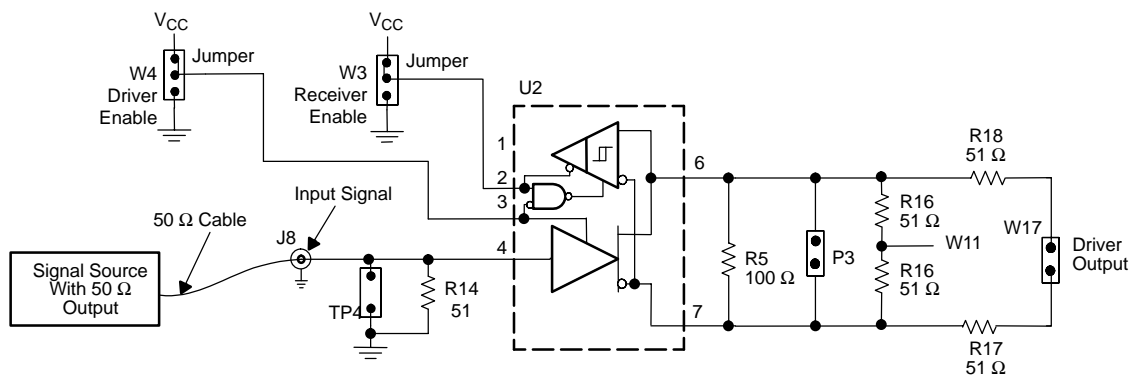 VCC
W4
Driver
Enable
Jumper
VCC
W3
Receiver
Enable
Jumper
U2
1
2
3
4
6
7
50 Ω Cable
Input Signal
J8
Signal Source
With 50 Ω
Output
TP4
R14
51
R5
100 Ω
P3
R18
51 Ω
R16
51 Ω
W11
R16
51 Ω
W17
Driver
Output
R17
51 Ω